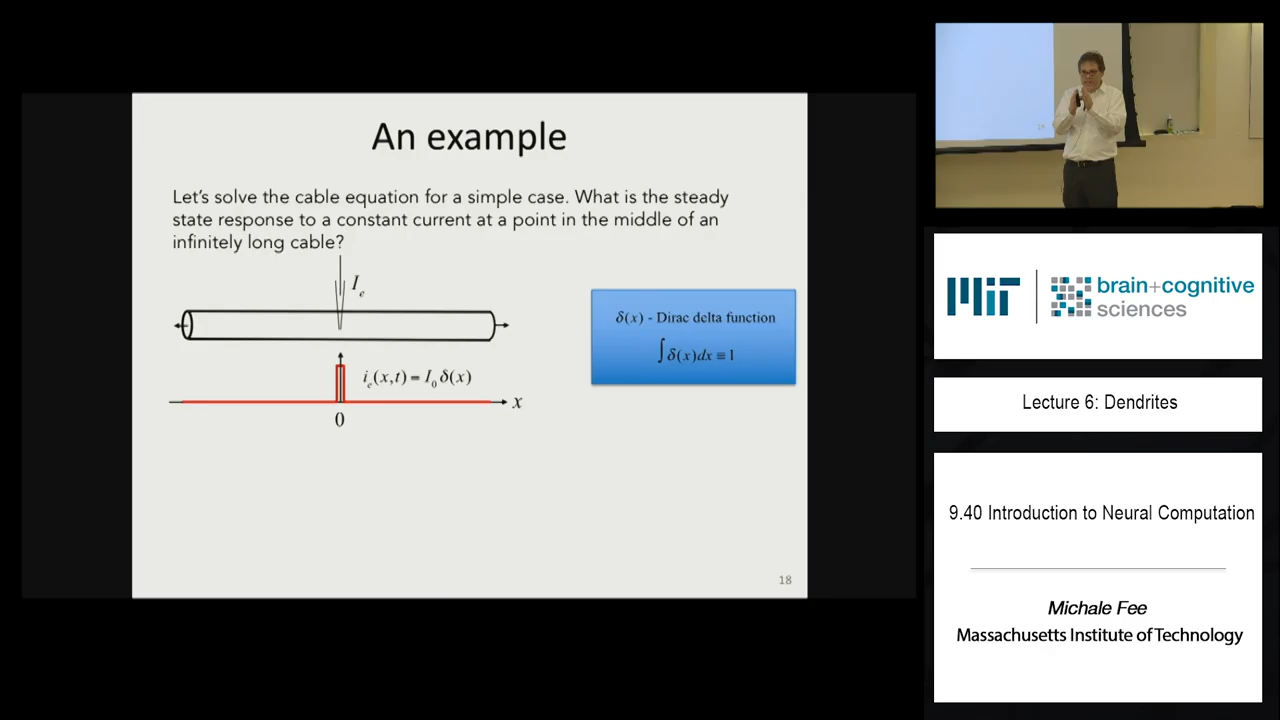 An example
Let's solve the cable equation for a simple case. What is the steady
state response to a constant current at a point in the middle of an
infinitely long cable?
I_e
δ(x) - Dirac delta function
∫δ(x)dx ≡ 1
i_e(x,t) = I_0 δ(x)
x
0
18
MIT
brain+cognitive
sciences
Lecture 6: Dendrites
9.40 Introduction to Neural Computation
Michale Fee
Massachusetts Institute of Technology